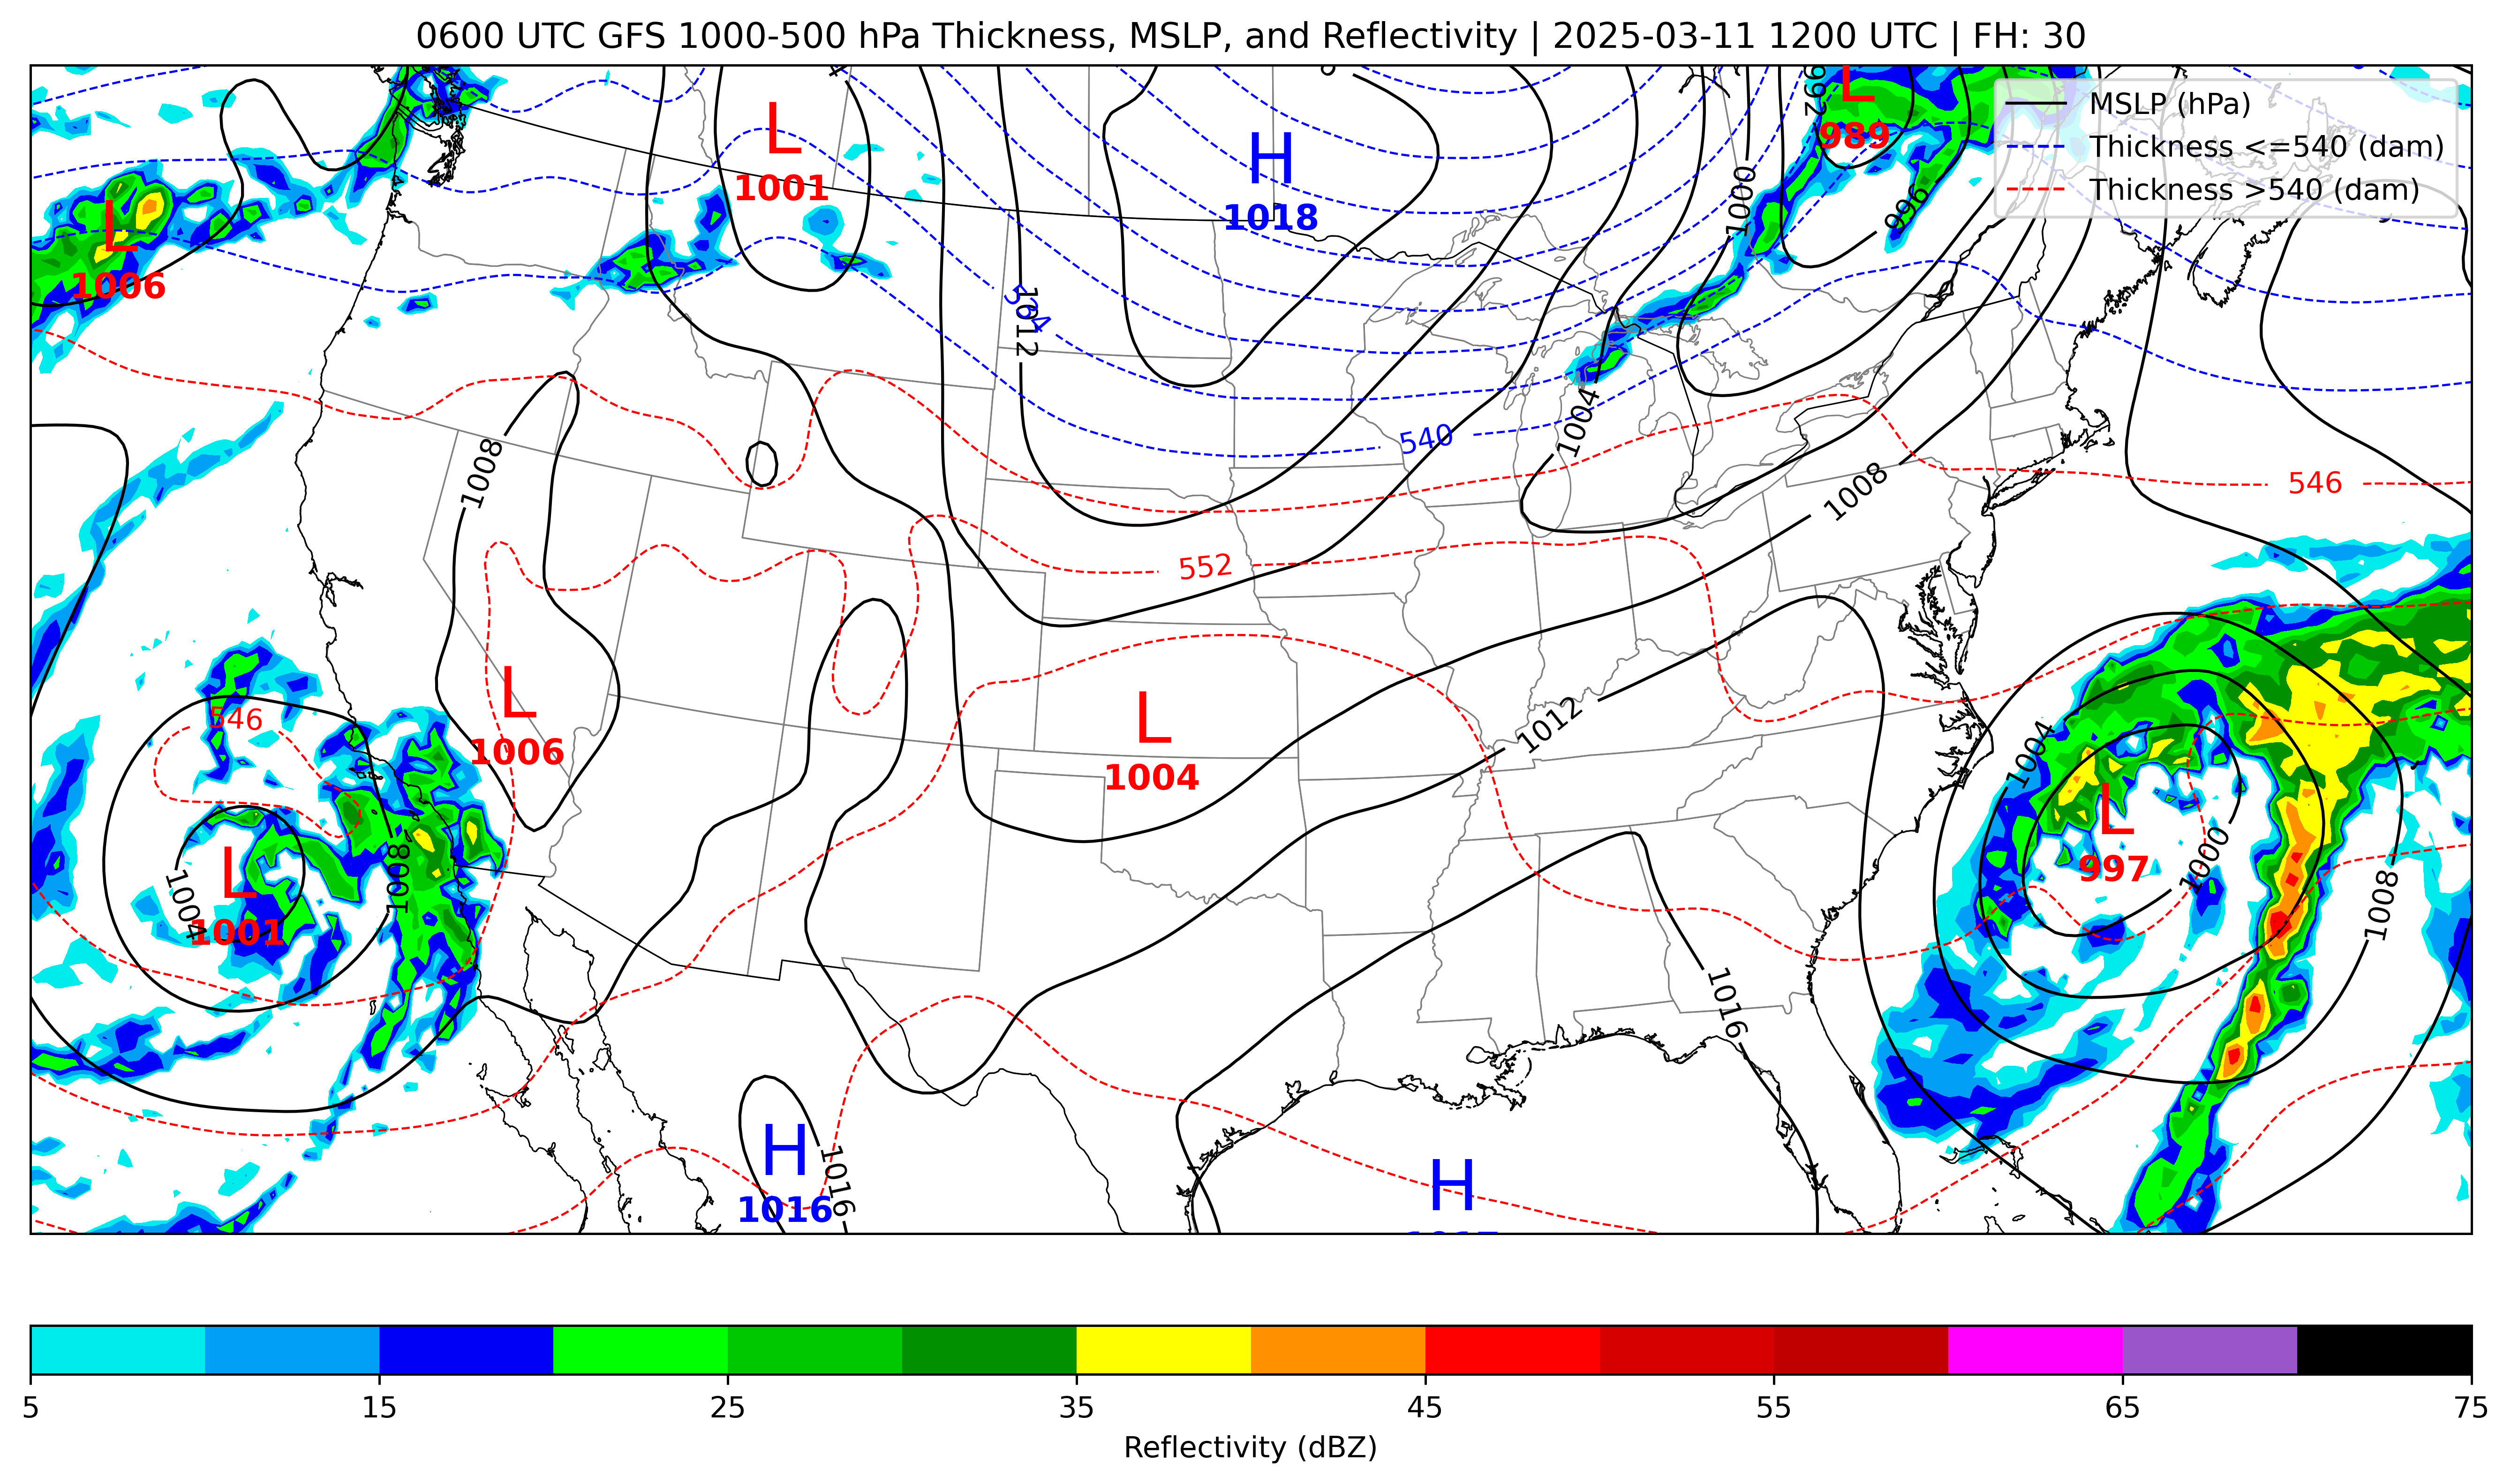 0600 UTC GFS 1000-500 hPa Thickness, MSLP, and Reflectivity | 2025-03-11 1200 UTC | FH: 30
MSLP (hPa)
Thickness <=540 (dam)
Thickness >540 (dam)
L
989
L
1001
H
1018
992
1000
996
L
1006
534
1012
540
1004
1008
1008
546
552
L
1006
L
1004
1012
546
L
1001
1004
1008
L
997
1004
1000
1008
1016
H
1016
1016
H
5
15
25
35
45
55
65
75
Reflectivity (dBZ)